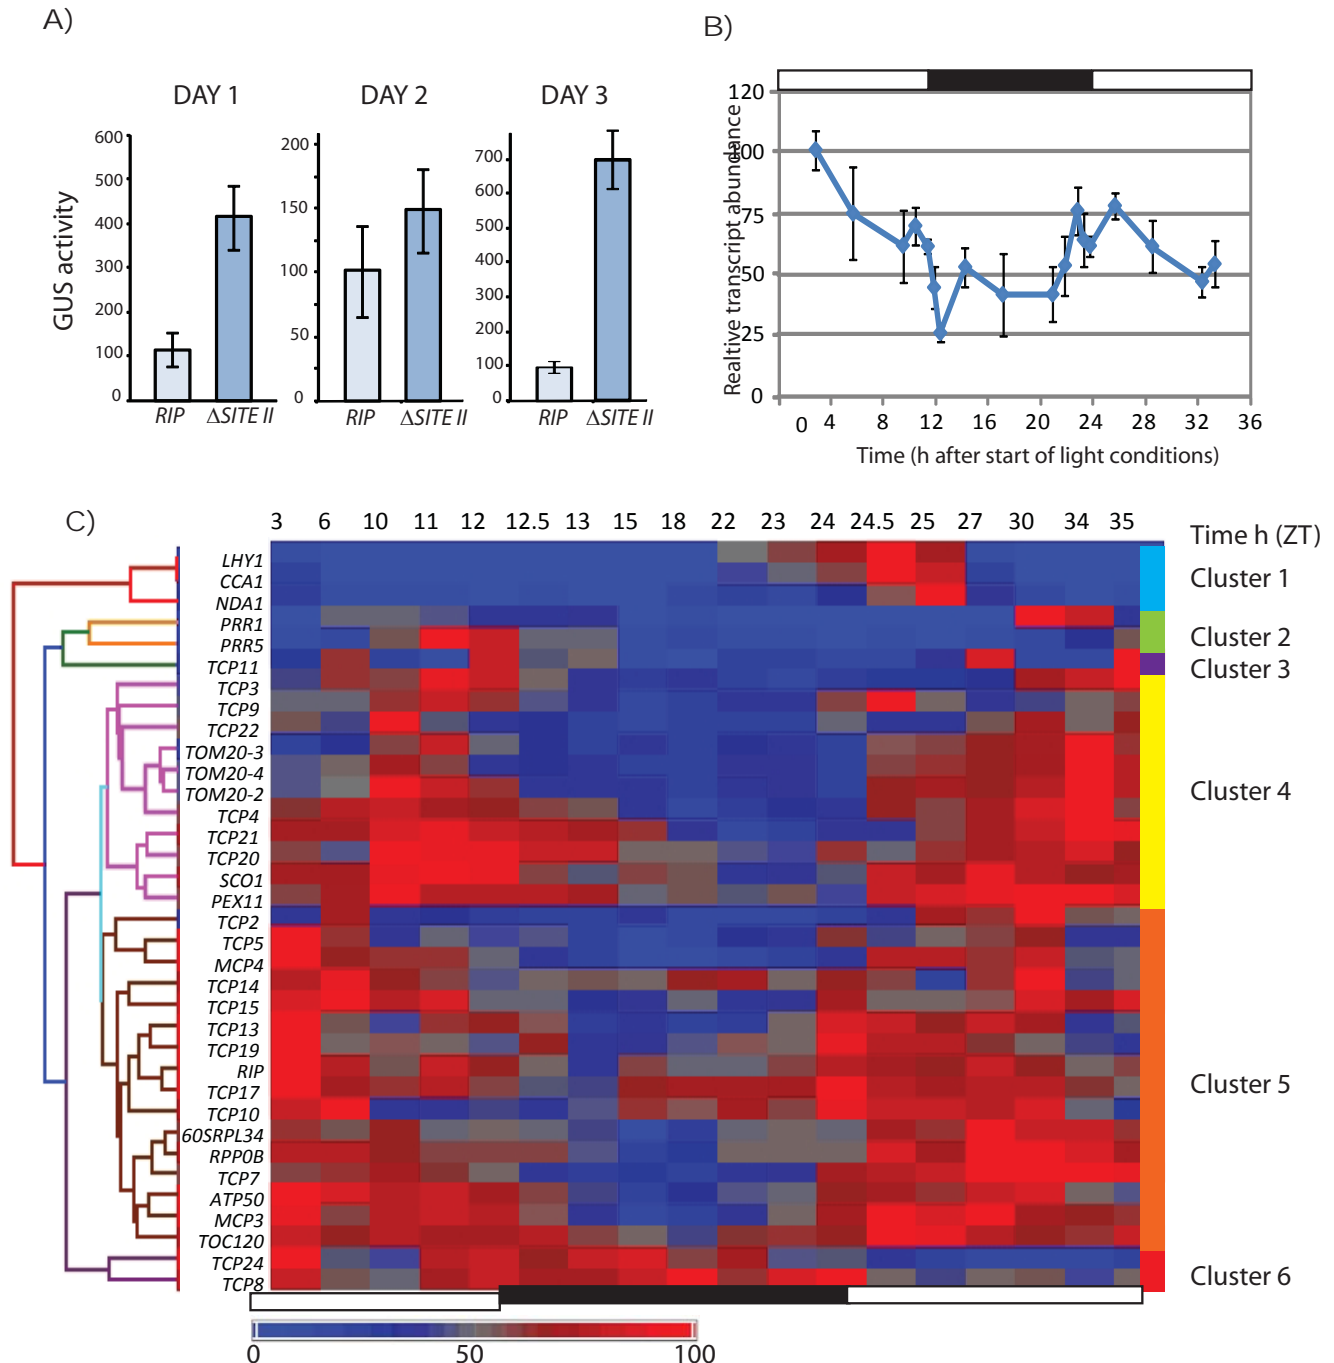 A)
B)
DAY 1
DAY 2
DAY 3
GUS activity
600
500
400
300
200
100
0
RIP
ΔSITE II
200
150
100
50
0
RIP
ΔSITE II
700
600
500
400
300
200
100
0
RIP
ΔSITE II
Realtive transcript abundance
120
100
75
50
25
0
0 4 8 12 16 20 24 28 32 36
Time (h after start of light conditions)
C)
3 6 10 11 12 12.5 13 15 18 22 23 24 24.5 25 27 30 34 35
Time h (ZT)
LHY1
CCA1
NDA1
PRR1
PRR5
TCP11
TCP3
TCP9
TCP22
TOM20-3
TOM20-4
TOM20-2
TCP4
TCP21
TCP20
SCO1
PEX11
TCP2
TCP5
MCP4
TCP14
TCP15
TCP13
TCP19
RIP
TCP17
TCP10
60SRPL34
RPP0B
TCP7
ATP50
MCP3
TOC120
TCP24
TCP8
Cluster 1
Cluster 2
Cluster 3
Cluster 4
Cluster 5
Cluster 6
0 50 100